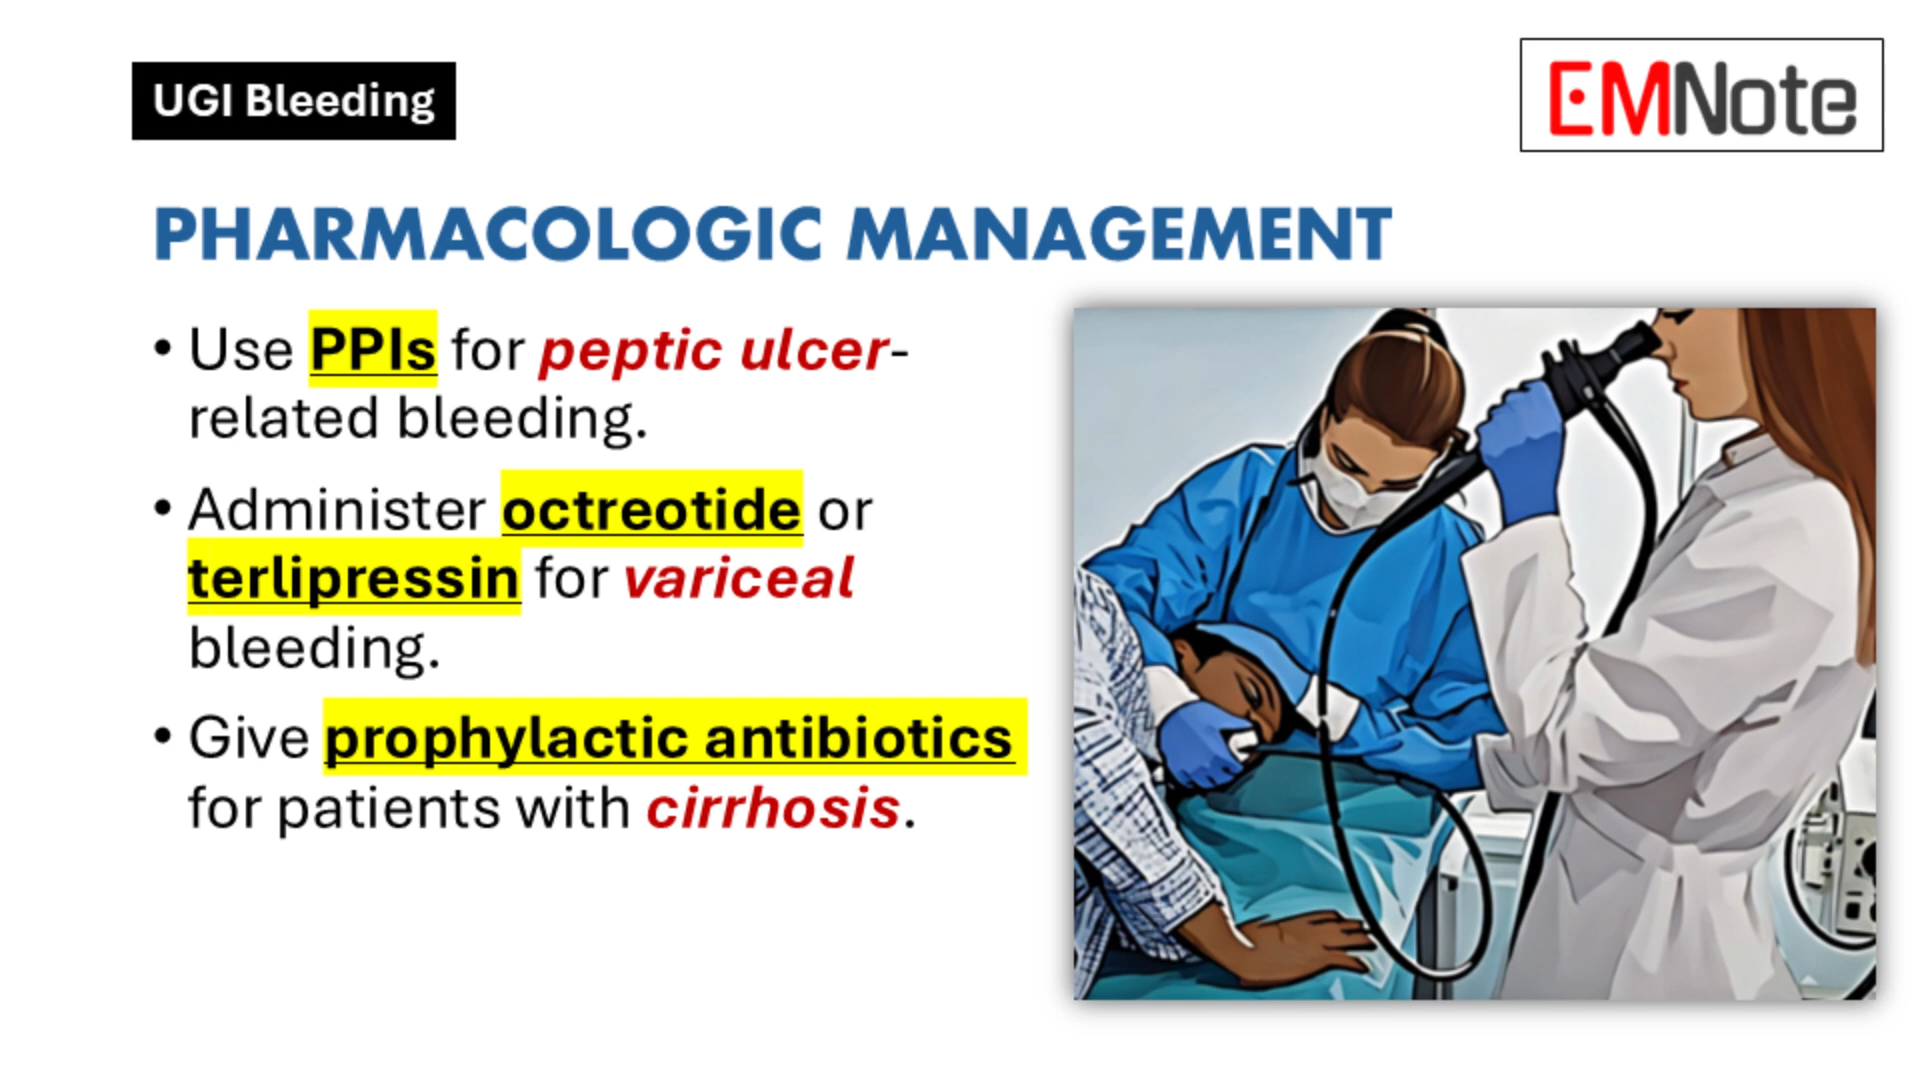 UGI Bleeding
EMNote
PHARMACOLOGIC MANAGEMENT
• Use PPIs for peptic ulcer-
related bleeding.
• Administer octreotide or
terlipressin for variceal
bleeding.
• Give prophylactic antibiotics
for patients with cirrhosis.